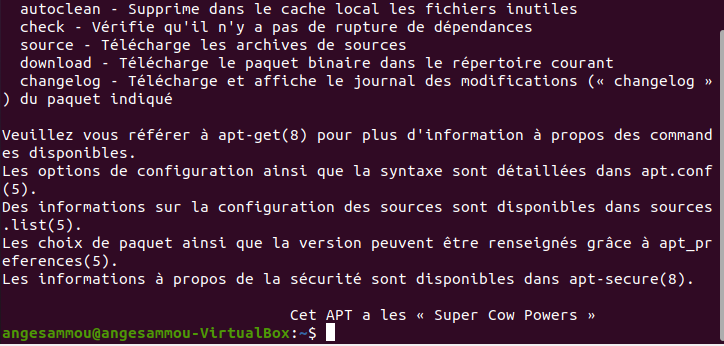 autoclean - Supprime dans le cache local les fichiers inutiles
check - Vérifie qu'il n'y a pas de rupture de dépendances
source - Télécharge les archives de sources
download - Télécharge le paquet binaire dans le répertoire courant
changelog - Télécharge et affiche le journal des modifications (« changelog »
) du paquet indiqué

Veuillez vous référer à apt-get(8) pour plus d'information à propos des command
es disponibles.
Les options de configuration ainsi que la syntaxe sont détaillées dans apt.conf
(5).
Des informations sur la configuration des sources sont disponibles dans sources
.list(5).
Les choix de paquet ainsi que la version peuvent être renseignés grâce à apt_pr
eferences(5).
Les informations à propos de la sécurité sont disponibles dans apt-secure(8).

Cet APT a les « Super Cow Powers »
angesammou@angesammou-VirtualBox:~$